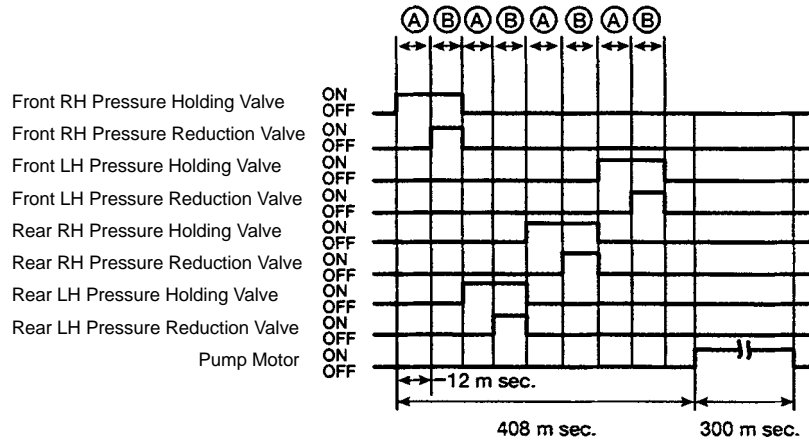 A B A B A B A B
Front RH Pressure Holding Valve ON OFF
Front RH Pressure Reduction Valve ON OFF
Front LH Pressure Holding Valve ON OFF
Front LH Pressure Reduction Valve ON OFF
Rear RH Pressure Holding Valve ON OFF
Rear RH Pressure Reduction Valve ON OFF
Rear LH Pressure Holding Valve ON OFF
Rear LH Pressure Reduction Valve ON OFF
Pump Motor ON OFF
12 m sec.
408 m sec. 300 m sec.